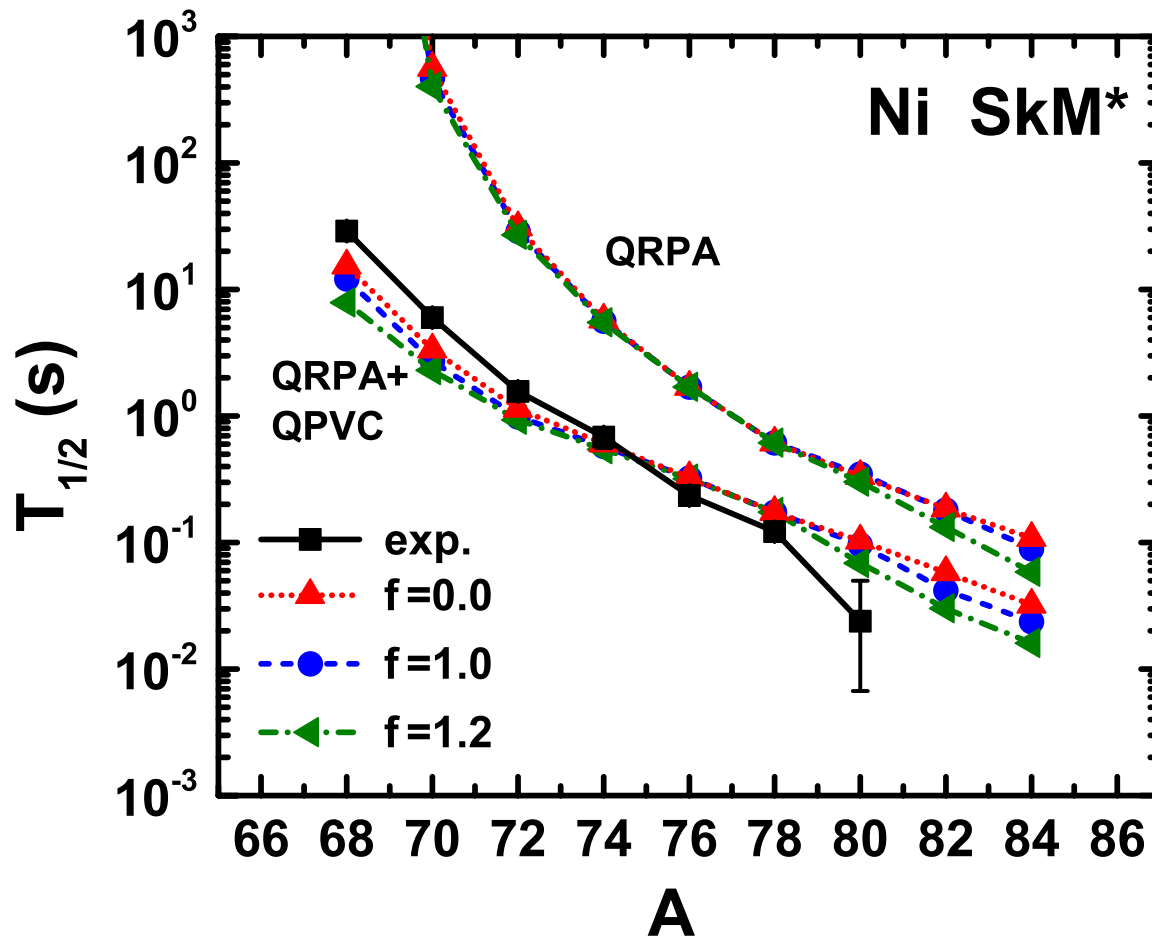 Ni SkM*
QRPA
QRPA+
QPVC
exp.
f=0.0
f=1.0
f=1.2
T1/2 (s)
10^3
10^2
10^1
10^0
10^-1
10^-2
10^-3
66 68 70 72 74 76 78 80 82 84 86
A